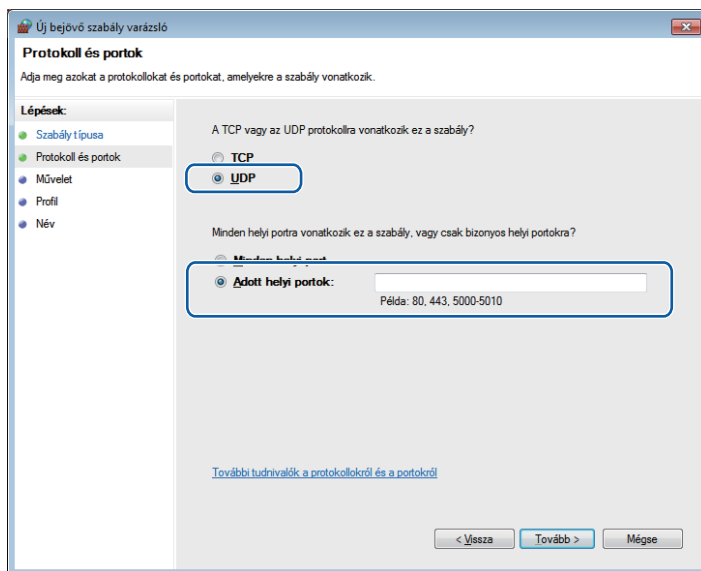 Új bejövő szabály varázsló
Protokoll és portok
Adja meg azokat a protokollokat és portokat, amelyekre a szabály vonatkozik.
Lépések:
Szabály típusa
Protokoll és portok
Művelet
Profil
Név
A TCP vagy az UDP protokollra vonatkozik ez a szabály?
TCP
UDP
Minden helyi portra vonatkozik ez a szabály, vagy csak bizonyos helyi portokra?
Minden helyi port
Adott helyi portok:
Példa: 80, 443, 5000-5010
További tudnivalók a protokollokról és a portokról
< Vissza
Tovább >
Mégse